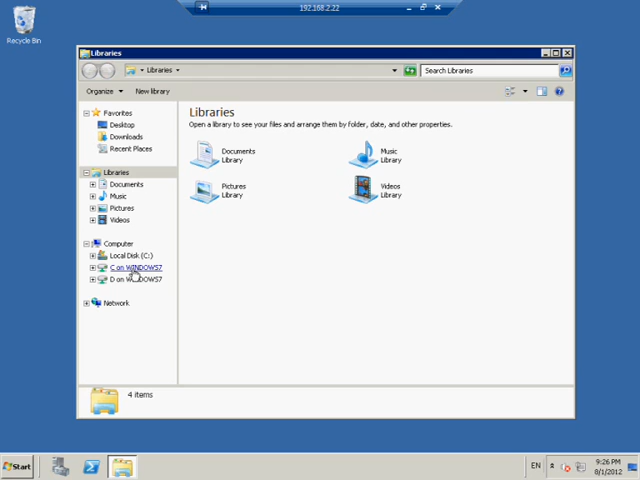 192.168.2.22
Recycle Bin
Libraries
Libraries
Search Libraries
Organize
New library
Favorites
Desktop
Downloads
Recent Places
Libraries
Documents
Music
Pictures
Videos
Computer
Local Disk (C:)
C on WINDOWS7
D on WINDOWS7
Network
Libraries
Open a library to see your files and arrange them by folder, date, and other properties.
Documents
Library
Music
Library
Pictures
Library
Videos
Library
4 items
Start
EN
9:26 PM
8/1/2012